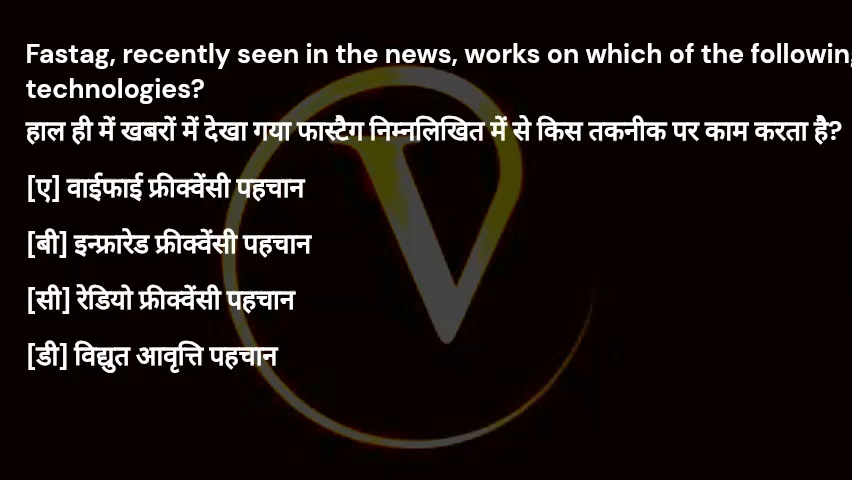 Fastag, recently seen in the news, works on which of the
technologies?
हाल ही में खबरों में देखा गया फास्टैग निम्नलिखित में से किस तकनीक पर काम करता है?
[ए] वाईफाई फ्रीक्वेंसी पहचान
[बी] इन्फ्रारेड फ्रीक्वेंसी पहचान
[सी] रेडियो फ्रीक्वेंसी पहचान
[डी] विद्युत आवृत्ति पहचान